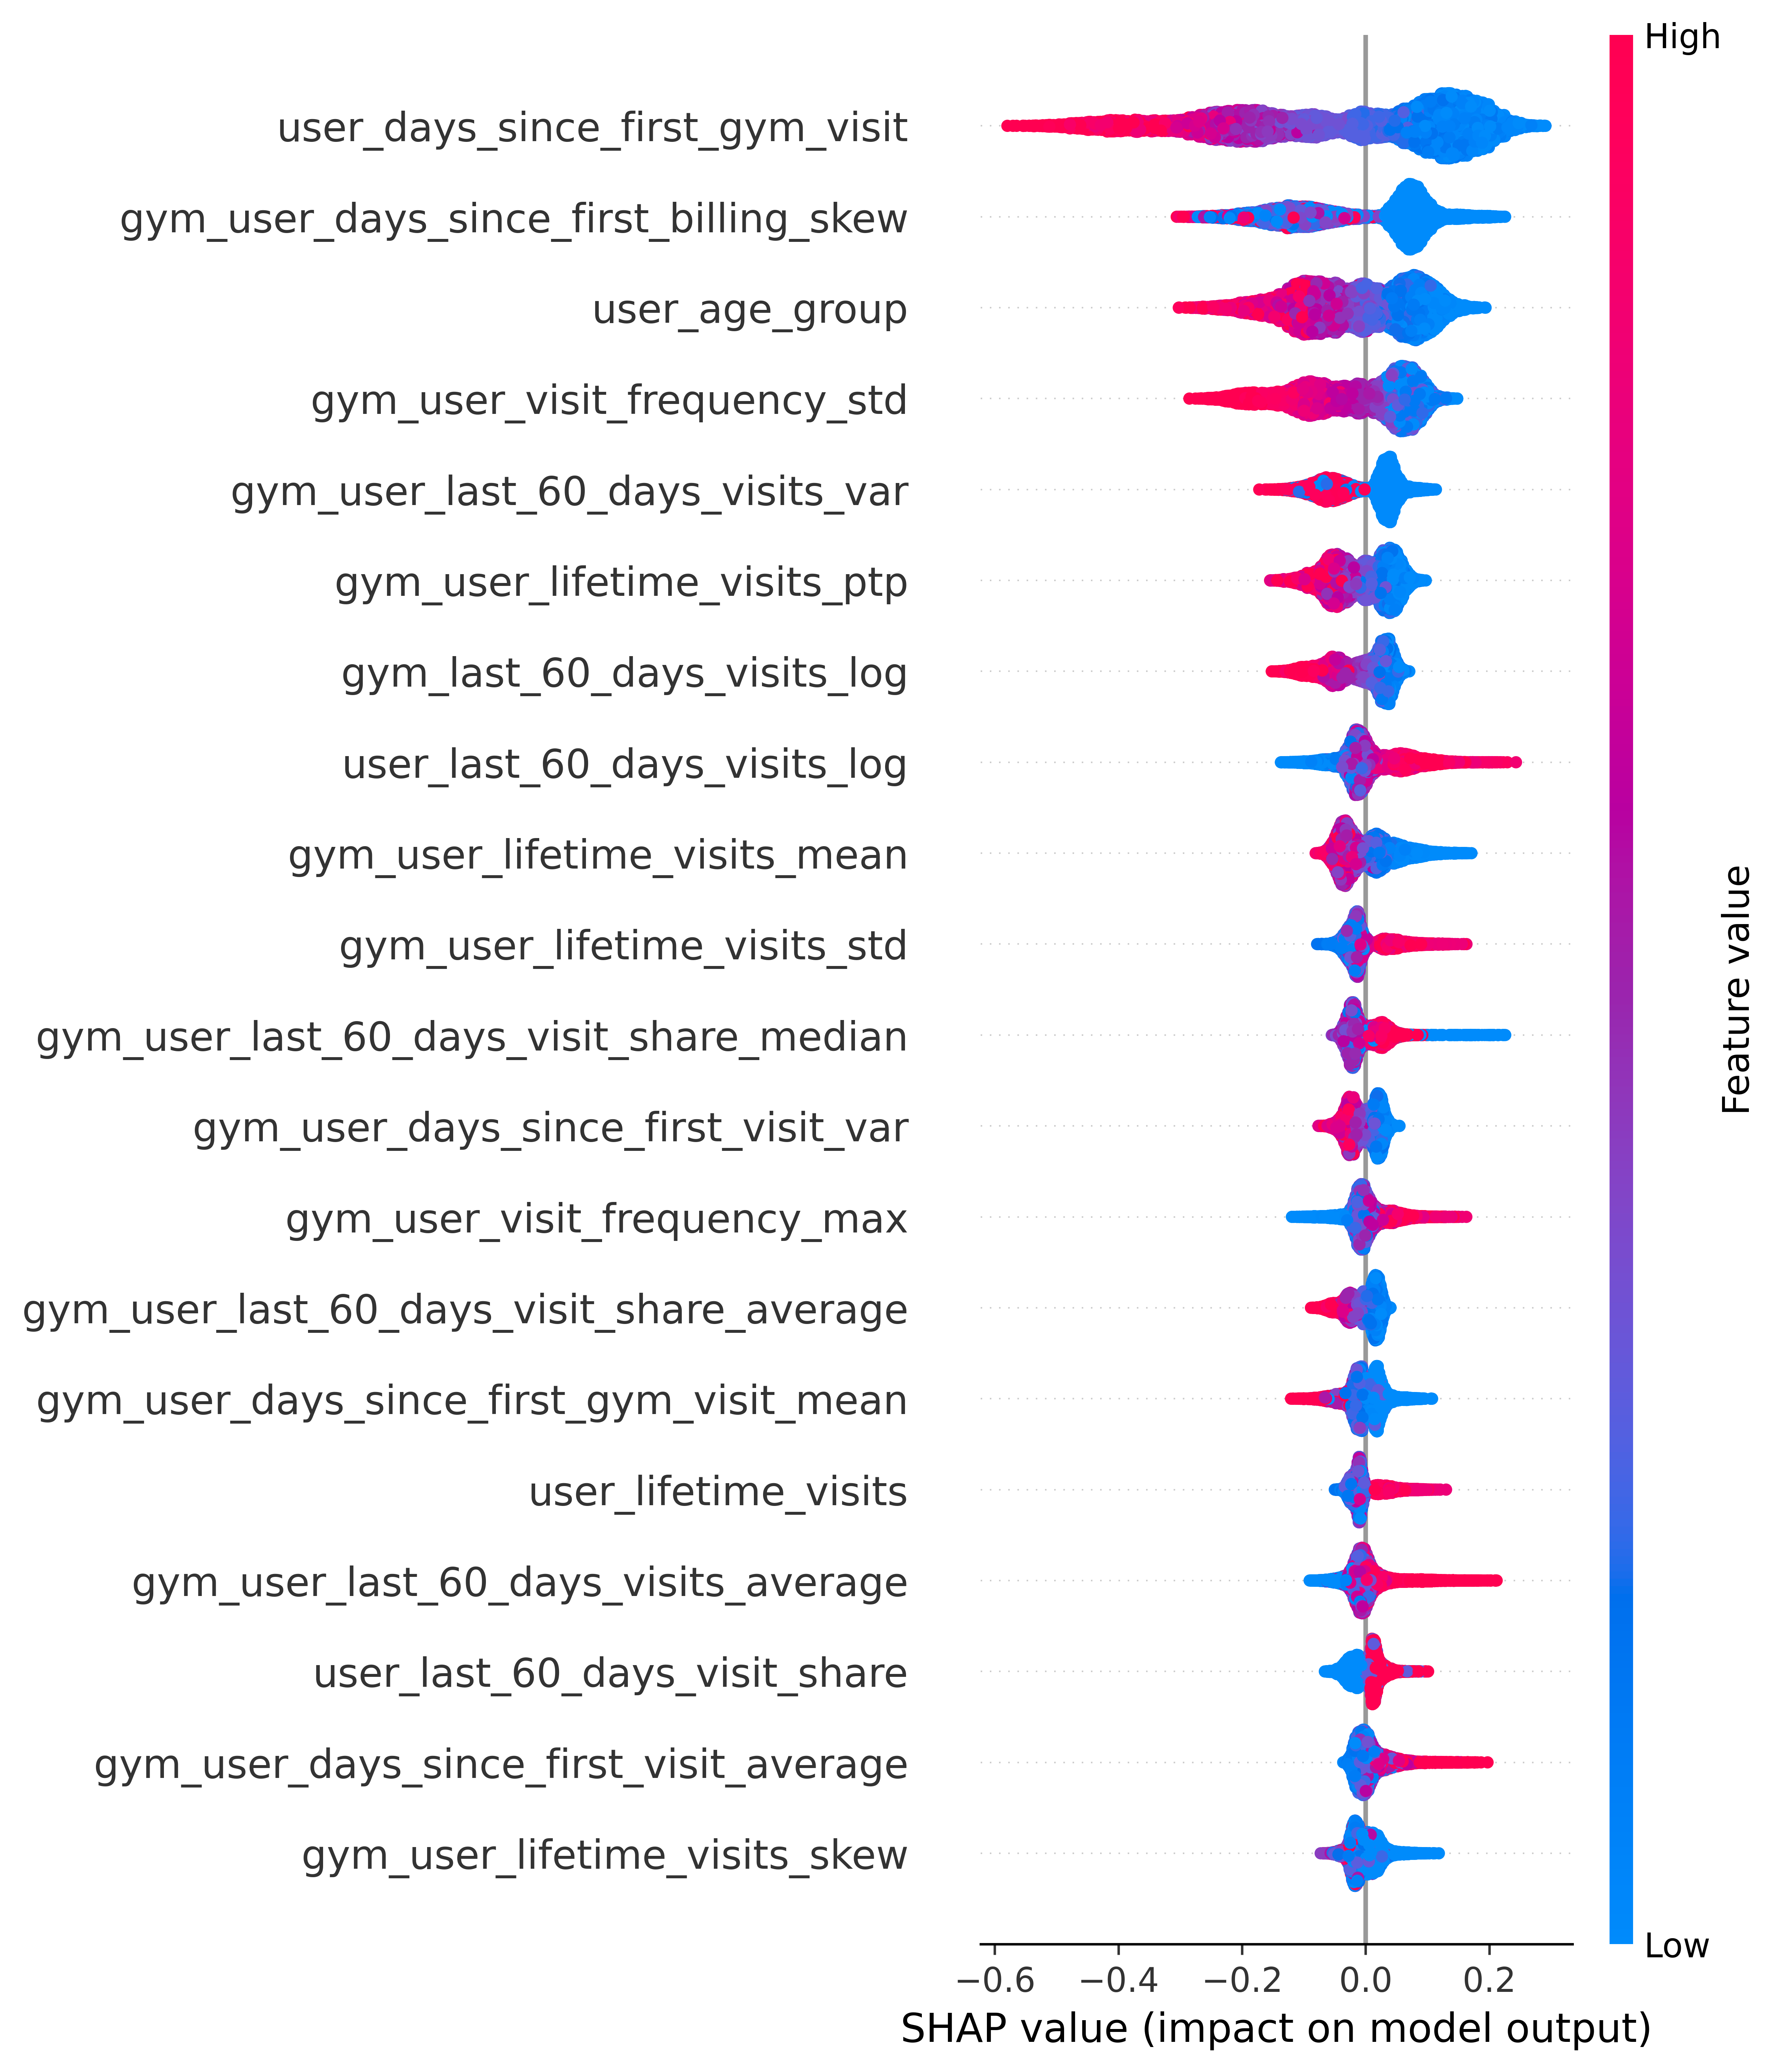 High
user_days_since_first_gym_visit
gym_user_days_since_first_billing_skew
user_age_group
gym_user_visit_frequency_std
gym_user_last_60_days_visits_var
gym_user_lifetime_visits_ptp
gym_last_60_days_visits_log
user_last_60_days_visits_log
gym_user_lifetime_visits_mean
gym_user_lifetime_visits_std
gym_user_last_60_days_visit_share_median
gym_user_days_since_first_visit_var
gym_user_visit_frequency_max
gym_user_last_60_days_visit_share_average
gym_user_days_since_first_gym_visit_mean
user_lifetime_visits
gym_user_last_60_days_visits_average
user_last_60_days_visit_share
gym_user_days_since_first_visit_average
gym_user_lifetime_visits_skew
Feature value
Low
−0.6 −0.4 −0.2 0.0 0.2
SHAP value (impact on model output)